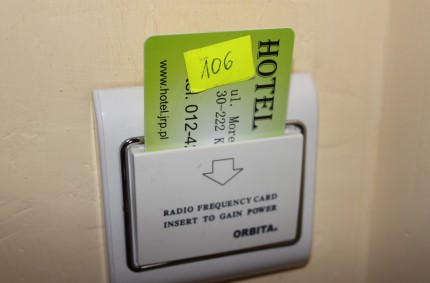 106
HOTEL
ul. More
30-222 K
tel. 012-42
www.hotel.jrp.pl
RADIO FREQUENCY CARD
INSERT TO GAIN POWER
ORBITA®